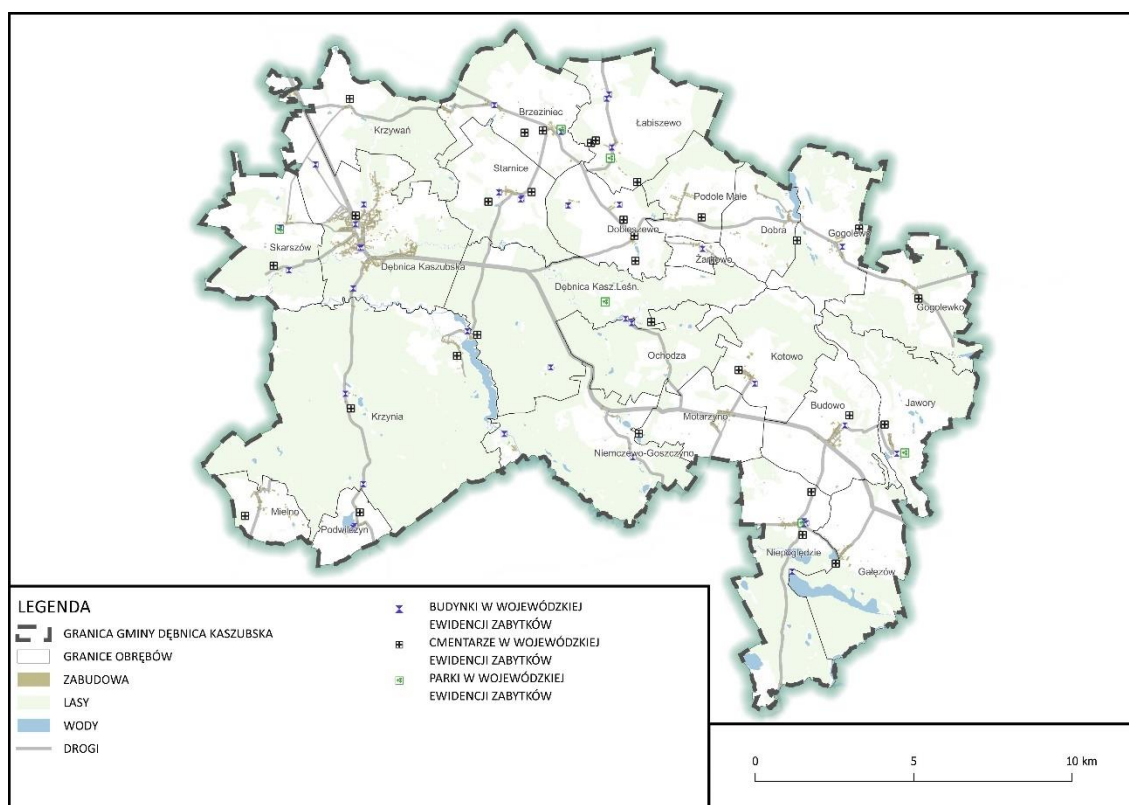 Krzywań
Brzeziniec
Łabiszewo
Starnice
Podole Małe
Skarszów
Dębnica Kaszubska
Dobieszewo
Dobra
Gogolewo
Żarkowo
Dębnica Kasz.Leśn.
Gogolewko
Ochodza
Kotowo
Krzynia
Motarzyno
Budowo
Jawory
Niemczewo-Goszczyno
Mielno
Podwilczyn
Niepoględzie
Gałęzów
LEGENDA
GRANICA GMINY DĘBNICA KASZUBSKA
GRANICE OBRĘBÓW
ZABUDOWA
LASY
WODY
DROGI
BUDYNKI W WOJEWÓDZKIEJ
EWIDENCJI ZABYTKÓW
CMENTARZE W WOJEWÓDZKIEJ
EWIDENCJI ZABYTKÓW
PARKI W WOJEWÓDZKIEJ
EWIDENCJI ZABYTKÓW
0 5 10 km